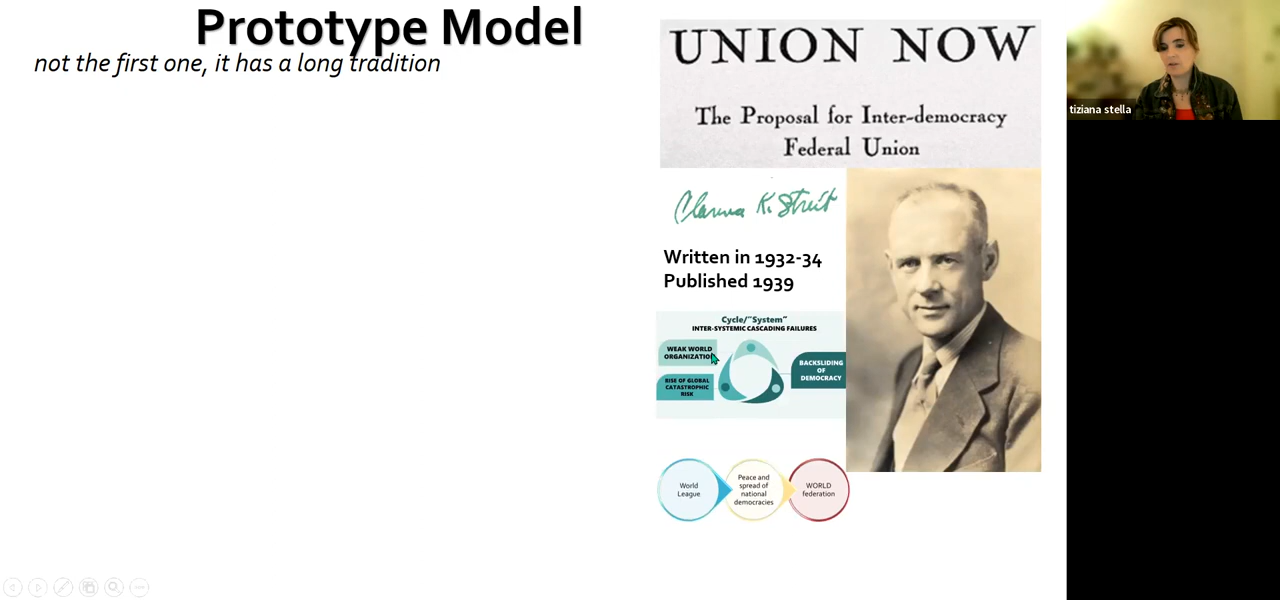 Prototype Model
not the first one, it has a long tradition
UNION NOW
The Proposal for Inter-democracy
Federal Union
Clarence K. Streit
Written in 1932-34
Published 1939
Cycle/"System"
INTER-SYSTEMIC CASCADING FAILURES
WEAK WORLD
ORGANIZATION
RISE OF GLOBAL
CATASTROPHIC
RISK
BACKSLIDING
OF
DEMOCRACY
World
League
Peace and
spread of
national
democracies
WORLD
federation
tiziana stella